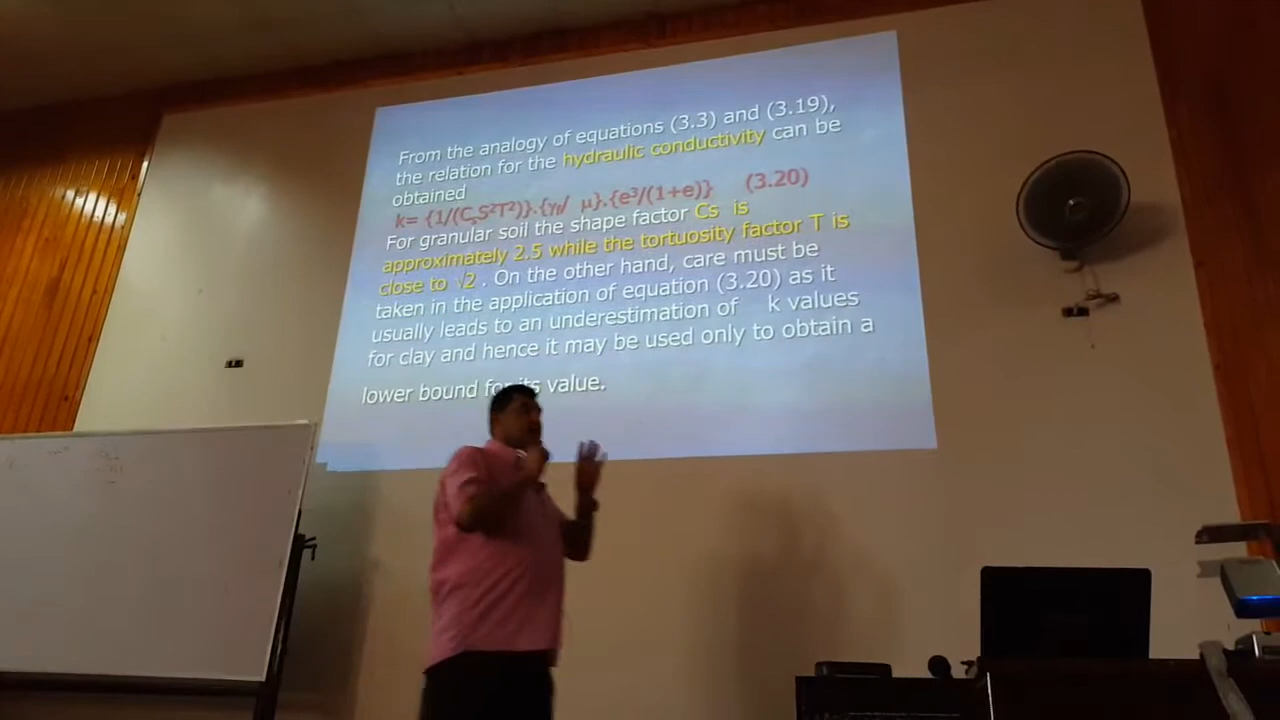 From the analogy of equations (3.3) and (3.19),
the relation for the hydraulic conductivity can be
obtained
k= {1/(CsS²T²)}.{γf/ μ}.{e³/(1+e)} (3.20)
For granular soil the shape factor Cs is
approximately 2.5 while the tortuosity factor T is
close to √2 . On the other hand, care must be
taken in the application of equation (3.20) as it
usually leads to an underestimation of k values
for clay and hence it may be used only to obtain a
lower bound for its value.